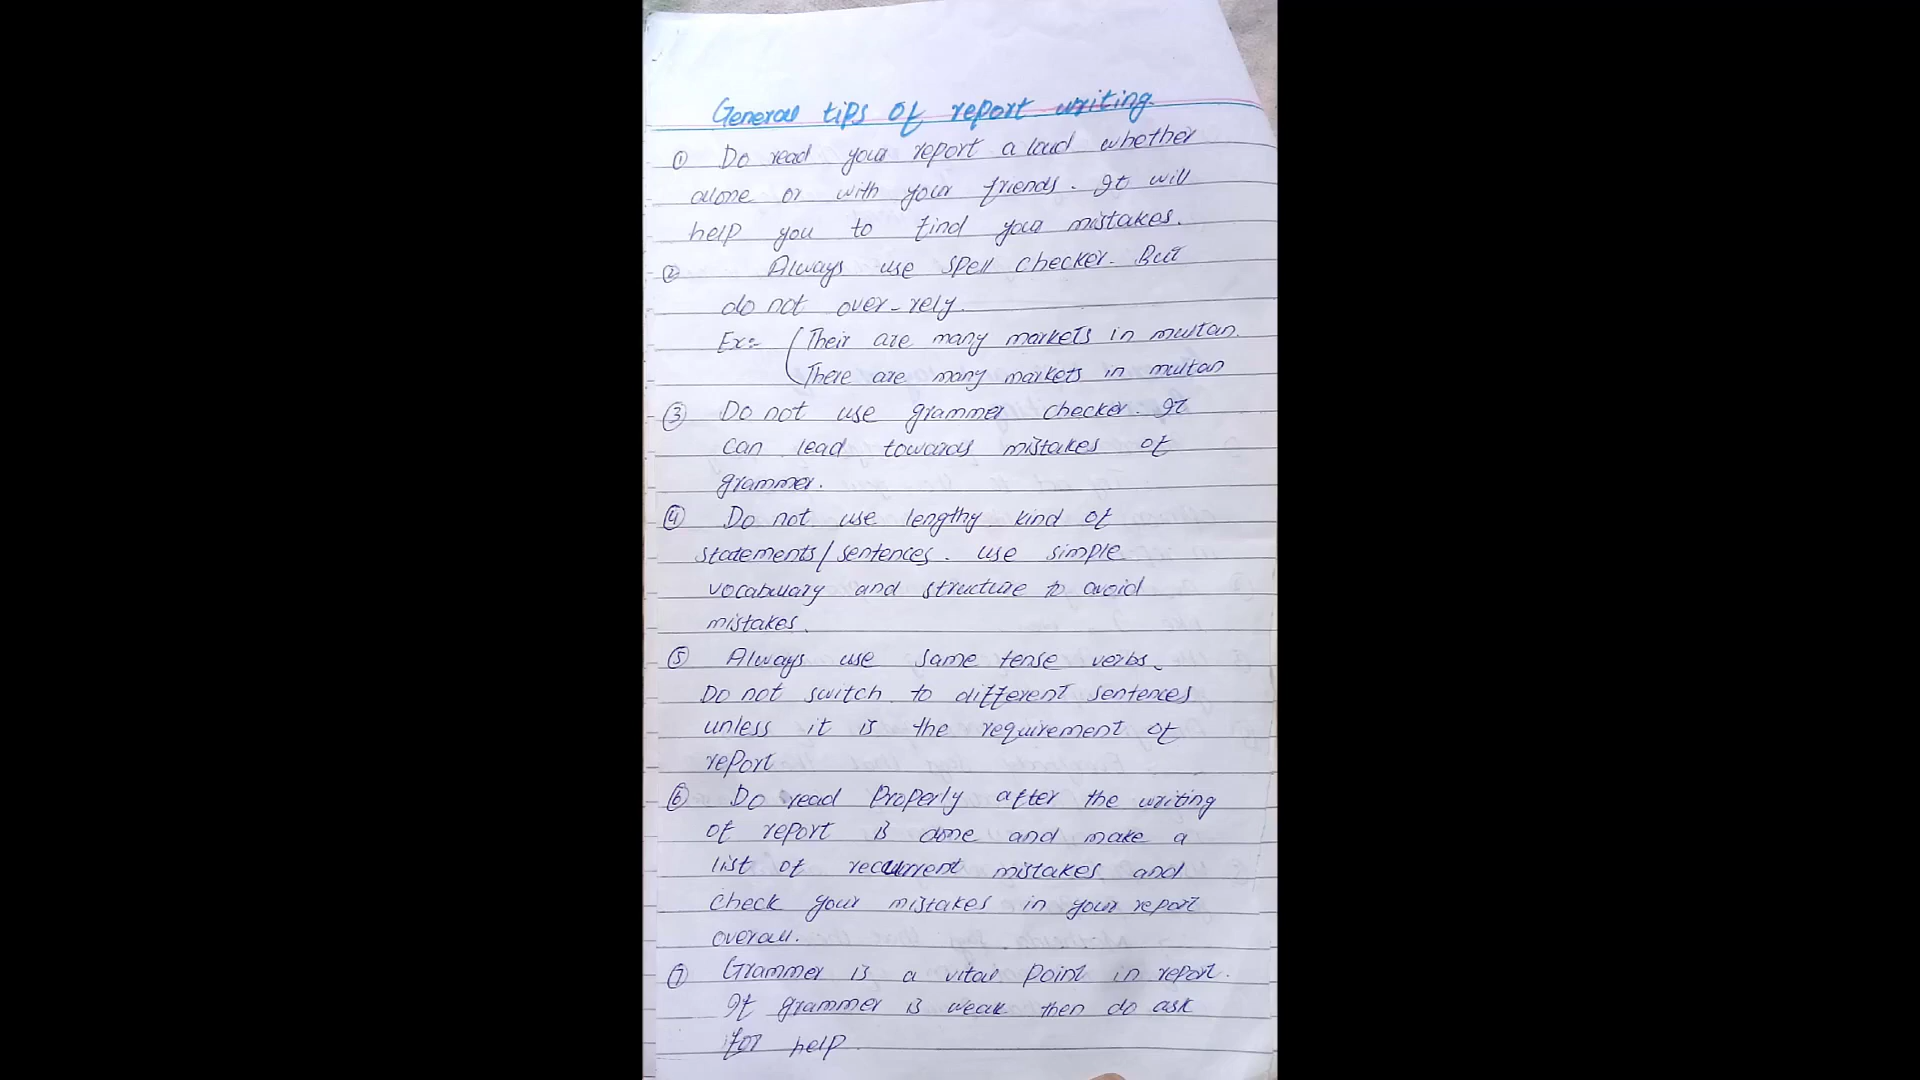 General tips of report writing.
① Do read your report a loud whether
alone or with your friends. It will
help you to find your mistakes.
② Always use spell checker. But
do not over-rely.
Ex:- (Their are many markets in multan.
There are many markets in multan
③ Do not use grammer checker. It
can lead towards mistakes of
grammer.
④ Do not use lengthy kind of
statements/sentences. use simple
vocabulary and structure to avoid
mistakes.
⑤ Always use same tense verbs.
Do not switch to different sentences
unless it is the requirement of
report
⑥ Do read Properly after the writing
of report is done and make a
list of recurrent mistakes and
check your mistakes in your report
overall.
⑦ Grammer is a vital point in report.
If grammer is weak then do ask
for help.